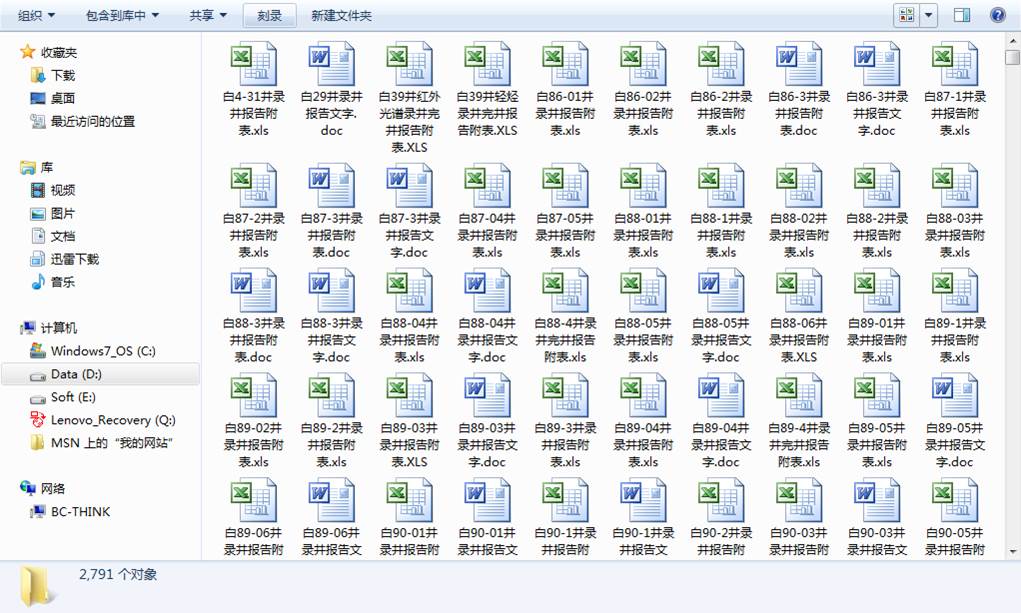 组织 包含到库中 共享 刻录 新建文件夹
收藏夹
下载
桌面
最近访问的位置
库
视频
图片
文档
迅雷下载
音乐
计算机
Windows7_OS (C:)
Data (D:)
Soft (E:)
Lenovo_Recovery (Q:)
MSN 上的“我的网站”
网络
BC-THINK
白4-31井录
井报告附
表.xls
白29井录井
报告文字.
doc
白39井红外
光谱录井完
井报告附
表.XLS
白39井轻烃
录井完井报
告附表.XLS
白86-01井
录井报告附
表.xls
白86-02井
录井报告附
表.xls
白86-2井录
井报告附
表.xls
白86-3井录
井报告附
表.doc
白86-3井录
井报告文
字.doc
白87-1井录
井报告附
表.xls
白87-2井录
井报告附
表.xls
白87-3井录
井报告附
表.doc
白87-3井录
井报告文
字.doc
白87-04井
录井报告附
表.xls
白87-05井
录井报告附
表.xls
白88-01井
录井报告附
表.xls
白88-1井录
井报告附
表.xls
白88-02井
录井报告附
表.xls
白88-2井录
井报告附
表.xls
白88-03井
录井报告附
表.xls
白88-3井录
井报告附
表.doc
白88-3井录
井报告文
字.doc
白88-04井
录井报告附
表.xls
白88-04井
录井报告文
字.doc
白88-4井录
井完井报告
附表.xls
白88-05井
录井报告附
表.xls
白88-05井
录井报告文
字.doc
白88-06井
录井报告附
表.XLS
白89-01井
录井报告附
表.xls
白89-1井录
井报告附
表.xls
白89-02井
录井报告附
表.xls
白89-2井录
井报告附
表.xls
白89-03井
录井报告附
表.XLS
白89-03井
录井报告文
字.doc
白89-3井录
井报告附
表.xls
白89-04井
录井报告附
表.xls
白89-04井
录井报告文
字.doc
白89-4井录
井完井报告
附表.xls
白89-05井
录井报告附
表.xls
白89-05井
录井报告文
字.doc
白89-06井
录井报告附
白89-06井
录井报告文
白90-01井
录井报告附
白90-01井
录井报告文
白90-1井录
井报告附
白90-1井录
井报告文
白90-2井录
井报告附
白90-03井
录井报告附
白90-03井
录井报告文
白90-05井
录井报告附
2,791 个对象